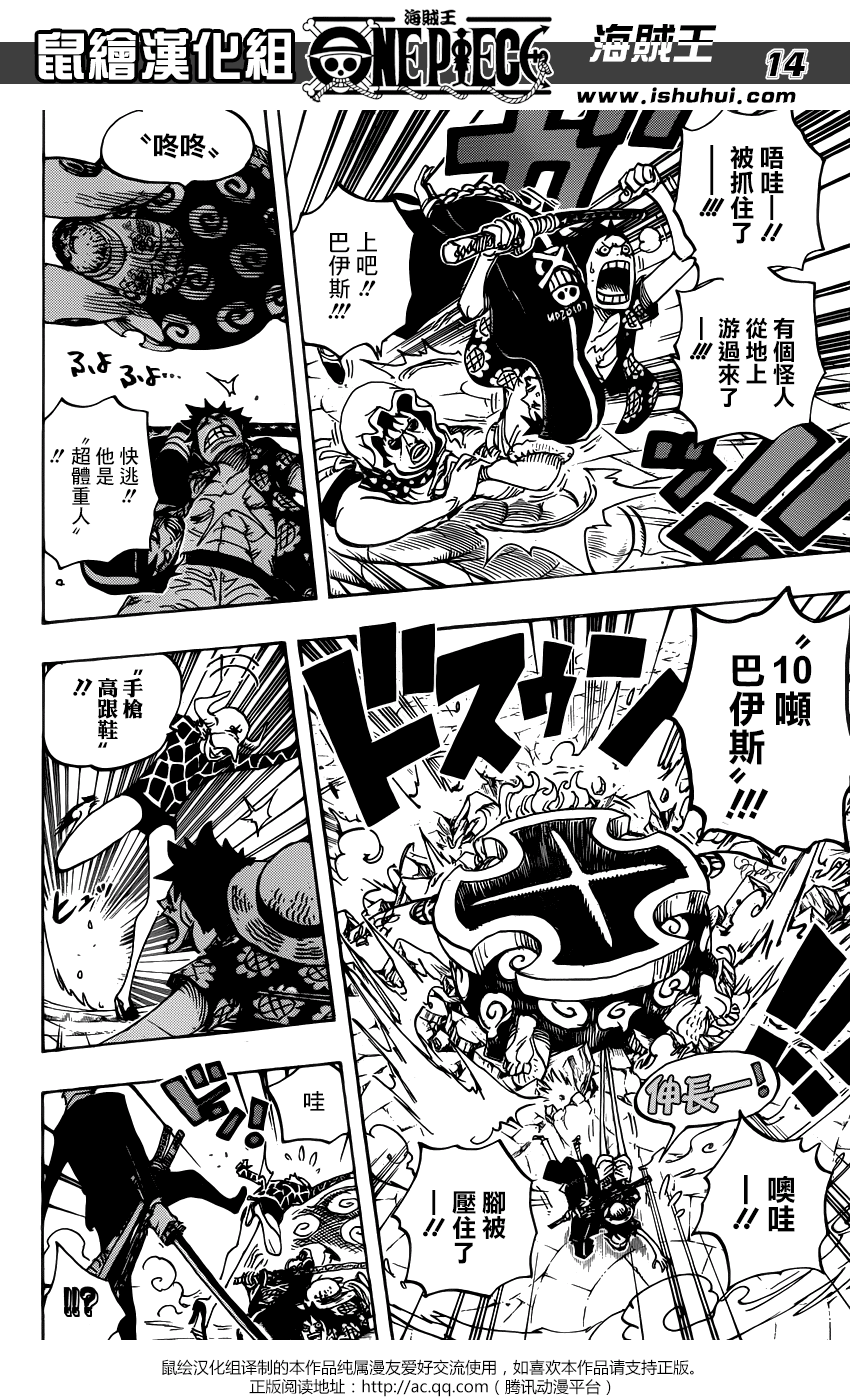 鼠繪漢化組
海賊王
ONE PIECE
海賊王
14
www.ishuhui.com
唔哇—!!
被抓住了
—!!!
有個怪人
從地上
游過來了
—!!!
上吧!!
巴伊斯!!!
MDZ0107
〝咚咚〟
ふよ
ふよ…
快逃!!
他是
〝超體重人〟
!!
〝10噸
巴伊斯〟!!!
ドスゥン
!!!
伸長—!
噢哇
—!!
腳被
壓住了
—!!
〝手槍
高跟鞋〟
!!
哇
!!?
鼠绘汉化组译制的本作品纯属漫友爱好交流使用，如喜欢本作品请支持正版。
正版阅读地址：http://ac.qq.com（腾讯动漫平台）